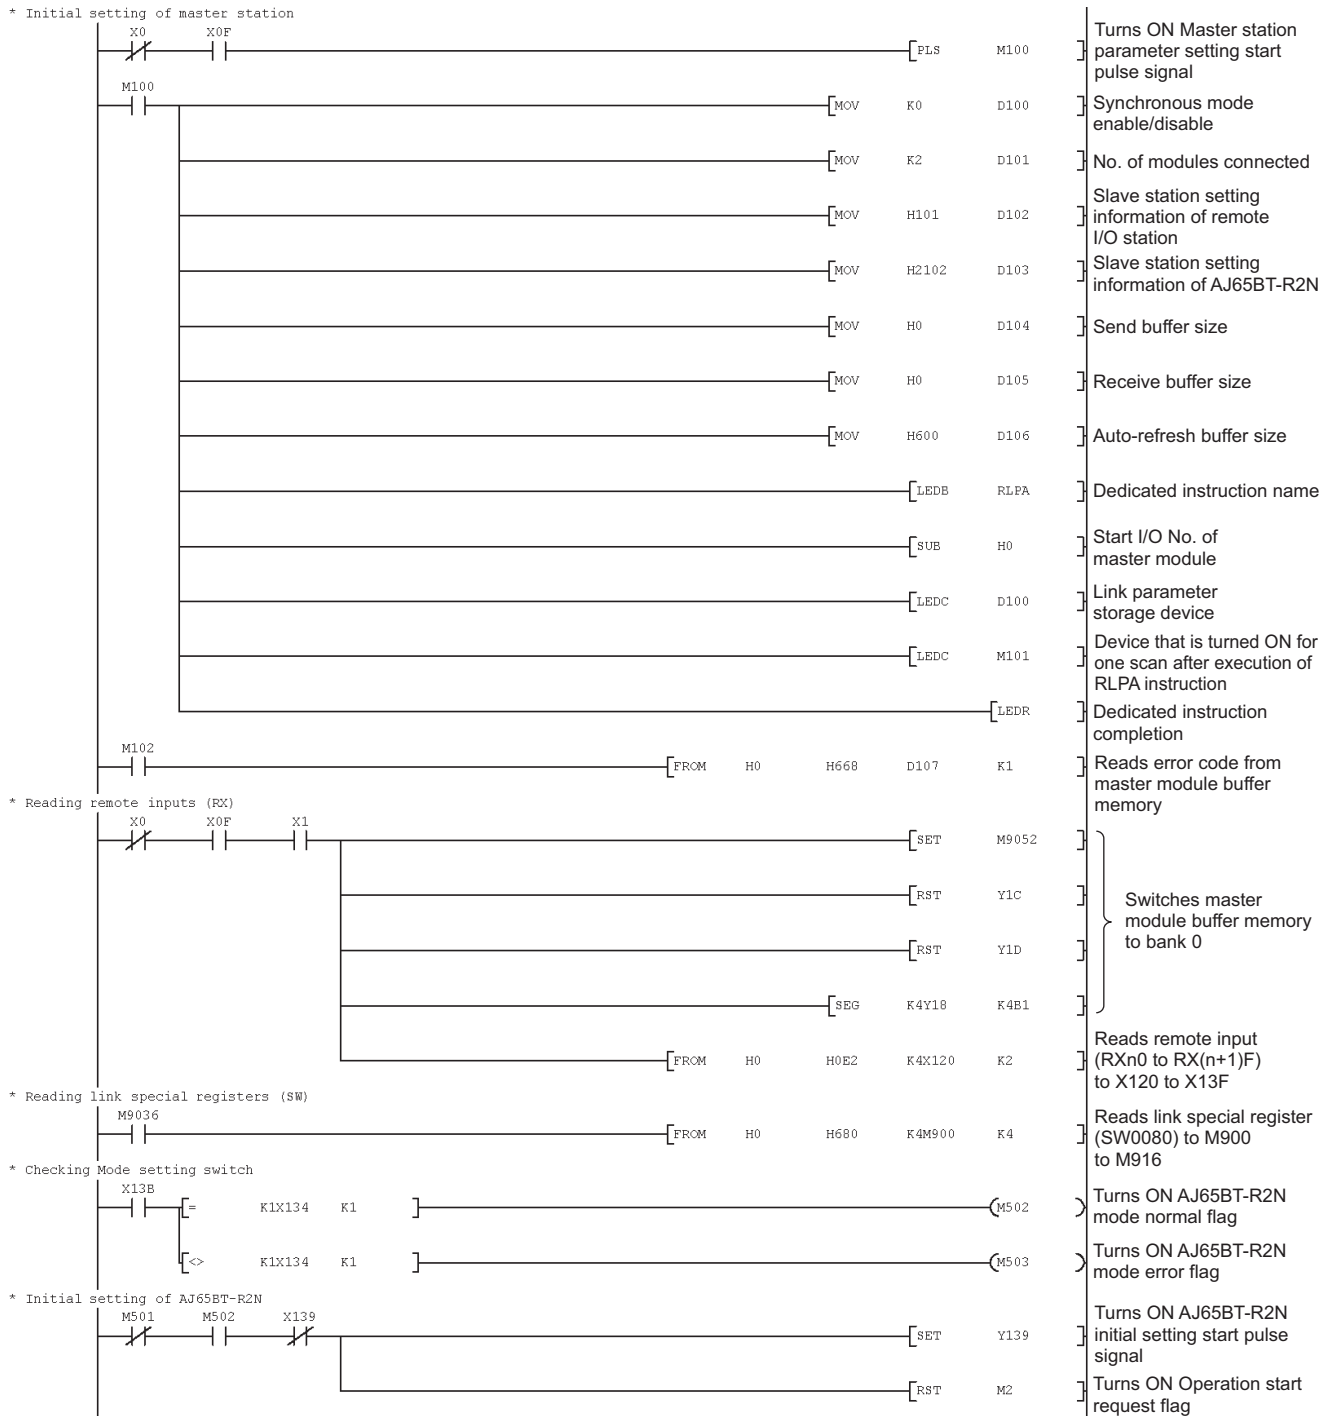 * Initial setting of master station
X0 X0F
PLS M100
Turns ON Master station
parameter setting start
pulse signal
M100
MOV K0 D100
Synchronous mode
enable/disable
MOV K2 D101
No. of modules connected
MOV H101 D102
Slave station setting
information of remote
I/O station
MOV H2102 D103
Slave station setting
information of AJ65BT-R2N
MOV H0 D104
Send buffer size
MOV H0 D105
Receive buffer size
MOV H600 D106
Auto-refresh buffer size
LEDB RLPA
Dedicated instruction name
SUB H0
Start I/O No. of
master module
LEDC D100
Link parameter
storage device
LEDC M101
Device that is turned ON for
one scan after execution of
RLPA instruction
LEDR
Dedicated instruction
completion
M102
FROM H0 H668 D107 K1
Reads error code from
master module buffer
memory
* Reading remote inputs (RX)
X0 X0F X1
SET M9052
RST Y1C
RST Y1D
SEG K4Y18 K4B1
Switches master
module buffer memory
to bank 0
FROM H0 H0E2 K4X120 K2
Reads remote input
(RXn0 to RX(n+1)F)
to X120 to X13F
* Reading link special registers (SW)
M9036
FROM H0 H680 K4M900 K4
Reads link special register
(SW0080) to M900
to M916
* Checking Mode setting switch
X13B
= K1X134 K1
M502
Turns ON AJ65BT-R2N
mode normal flag
<> K1X134 K1
M503
Turns ON AJ65BT-R2N
mode error flag
* Initial setting of AJ65BT-R2N
M501 M502 X139
SET Y139
Turns ON AJ65BT-R2N
initial setting start pulse
signal
RST M2
Turns ON Operation start
request flag